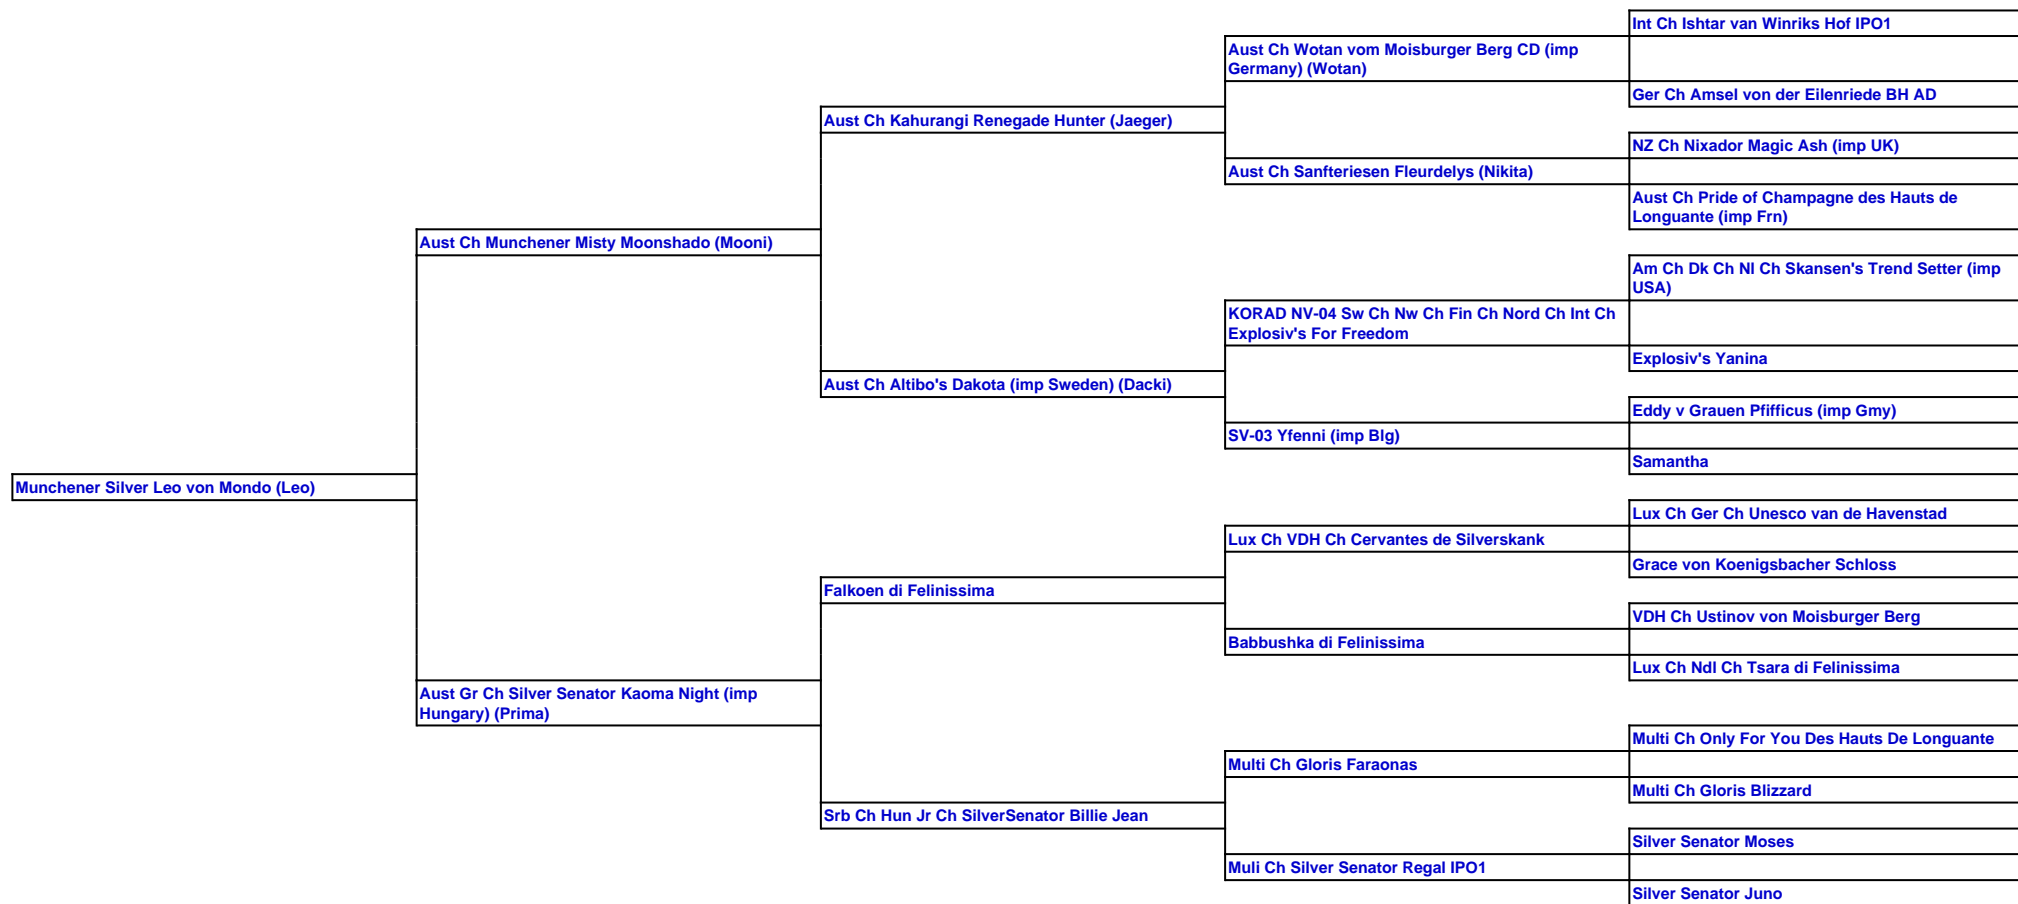 Int Ch Ishtar van Winriks Hof IPO1
Aust Ch Wotan vom Moisburger Berg CD (imp
Germany) (Wotan)
Ger Ch Amsel von der Eilenriede BH AD
Aust Ch Kahurangi Renegade Hunter (Jaeger)
NZ Ch Nixador Magic Ash (imp UK)
Aust Ch Sanfteriesen Fleurdelys (Nikita)
Aust Ch Pride of Champagne des Hauts de
Longuante (imp Frn)
Aust Ch Munchener Misty Moonshado (Mooni)
Am Ch Dk Ch Nl Ch Skansen's Trend Setter (imp
USA)
KORAD NV-04 Sw Ch Nw Ch Fin Ch Nord Ch Int Ch
Explosiv's For Freedom
Explosiv's Yanina
Aust Ch Altibo's Dakota (imp Sweden) (Dacki)
Eddy v Grauen Pfifficus (imp Gmy)
SV-03 Yfenni (imp Blg)
Samantha
Munchener Silver Leo von Mondo (Leo)
Lux Ch Ger Ch Unesco van de Havenstad
Lux Ch VDH Ch Cervantes de Silverskank
Grace von Koenigsbacher Schloss
Falkoen di Felinissima
VDH Ch Ustinov von Moisburger Berg
Babbushka di Felinissima
Lux Ch Ndl Ch Tsara di Felinissima
Aust Gr Ch Silver Senator Kaoma Night (imp
Hungary) (Prima)
Multi Ch Only For You Des Hauts De Longuante
Multi Ch Gloris Faraonas
Multi Ch Gloris Blizzard
Srb Ch Hun Jr Ch SilverSenator Billie Jean
Silver Senator Moses
Muli Ch Silver Senator Regal IPO1
Silver Senator Juno